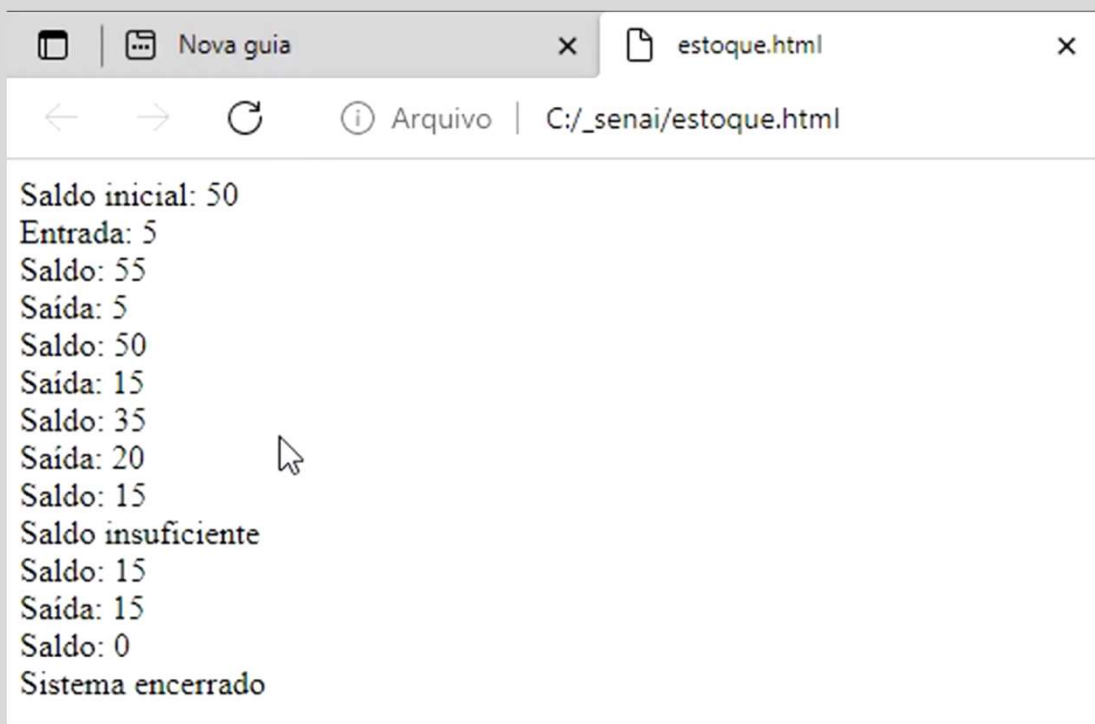 Nova guia
estoque.html
Arquivo
C:/_senai/estoque.html
Saldo inicial: 50
Entrada: 5
Saldo: 55
Saída: 5
Saldo: 50
Saída: 15
Saldo: 35
Saída: 20
Saldo: 15
Saldo insuficiente
Saldo: 15
Saída: 15
Saldo: 0
Sistema encerrado